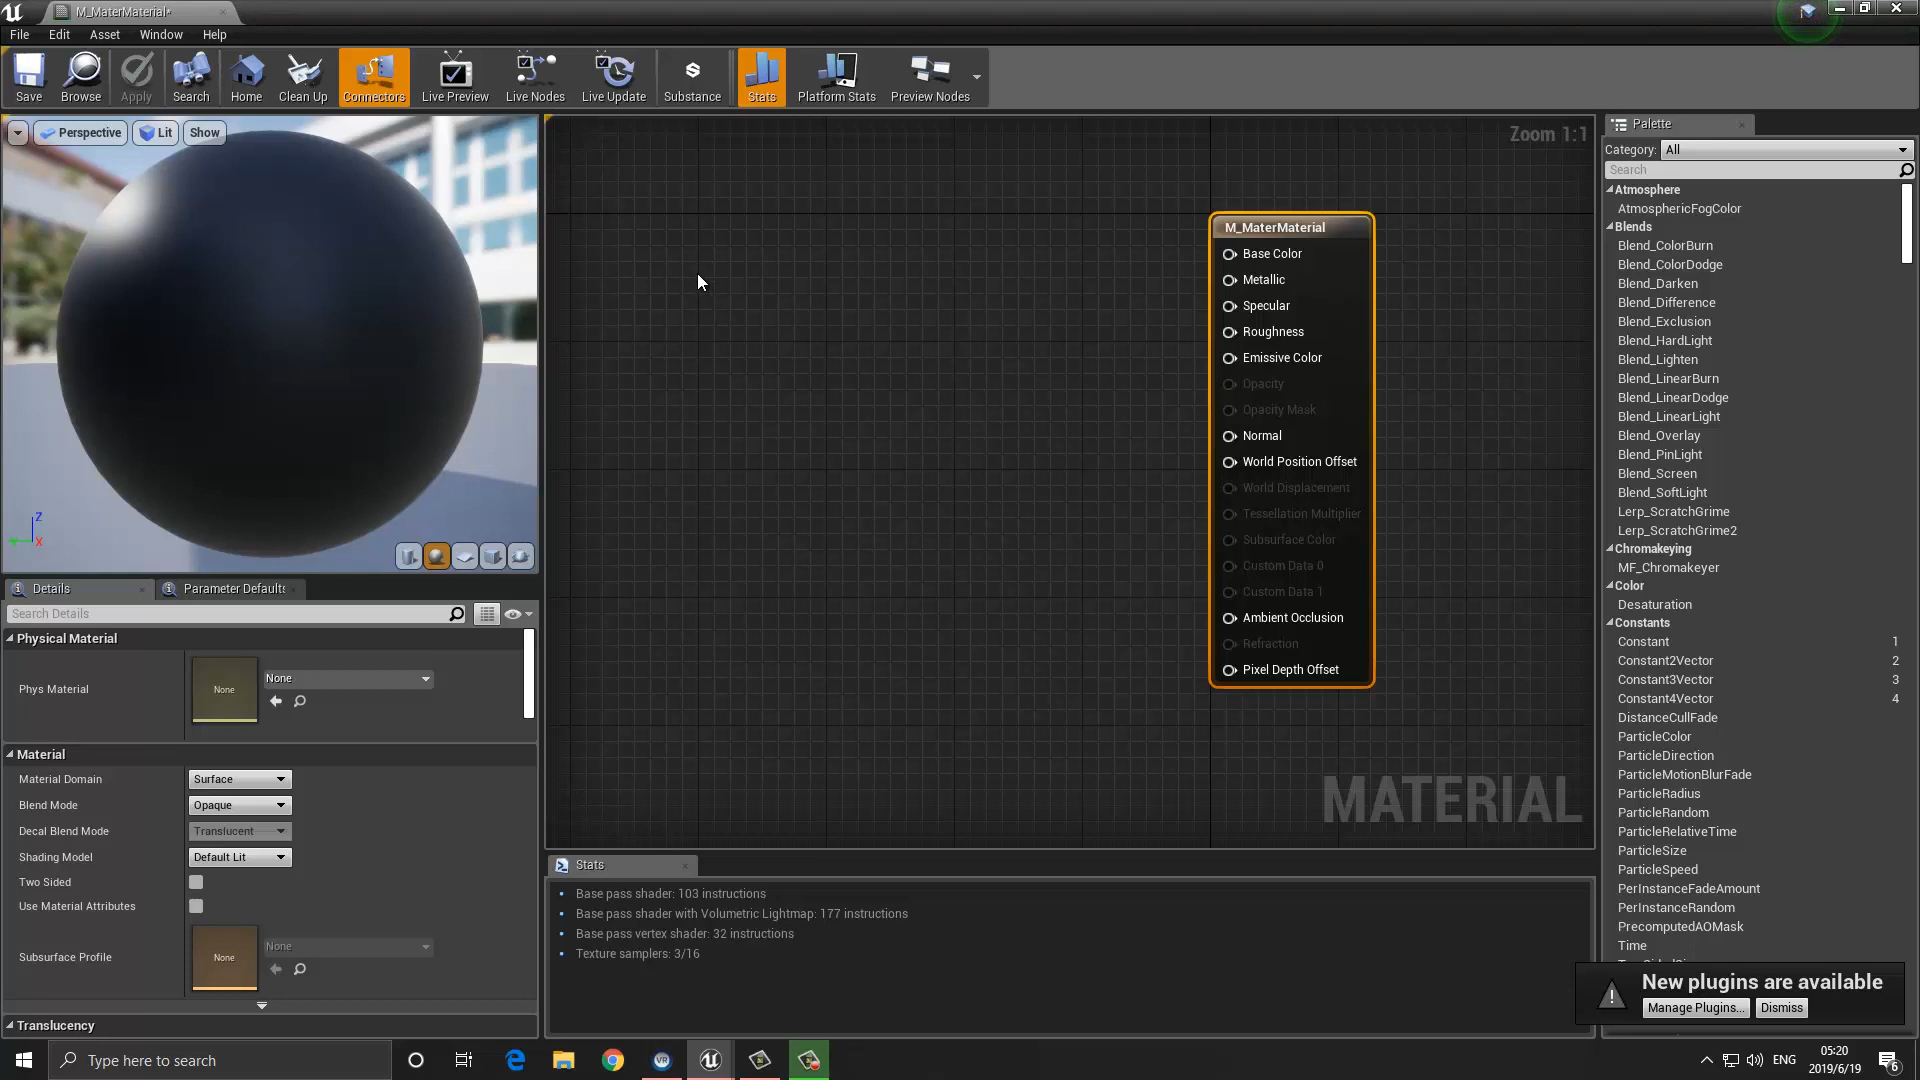 M_MaterMaterial*
File Edit Asset Window Help
Save Browse Apply Search Home Clean Up Connectors Live Preview Live Nodes Live Update Substance Stats Platform Stats Preview Nodes
Perspective Lit Show
Zoom 1:1
M_MaterMaterial
Base Color
Metallic
Specular
Roughness
Emissive Color
Opacity
Opacity Mask
Normal
World Position Offset
World Displacement
Tessellation Multiplier
Subsurface Color
Custom Data 0
Custom Data 1
Ambient Occlusion
Refraction
Pixel Depth Offset
MATERIAL
Z
X
Details Parameter Defaults
Search Details
Physical Material
Phys Material None None
Material
Material Domain Surface
Blend Mode Opaque
Decal Blend Mode Translucent
Shading Model Default Lit
Two Sided
Use Material Attributes
Subsurface Profile None None
Translucency
Stats
Base pass shader: 103 instructions
Base pass shader with Volumetric Lightmap: 177 instructions
Base pass vertex shader: 32 instructions
Texture samplers: 3/16
Palette
Category: All
Search
Atmosphere
AtmosphericFogColor
Blends
Blend_ColorBurn
Blend_ColorDodge
Blend_Darken
Blend_Difference
Blend_Exclusion
Blend_HardLight
Blend_Lighten
Blend_LinearBurn
Blend_LinearDodge
Blend_LinearLight
Blend_Overlay
Blend_PinLight
Blend_Screen
Blend_SoftLight
Lerp_ScratchGrime
Lerp_ScratchGrime2
Chromakeying
MF_Chromakeyer
Color
Desaturation
Constants
Constant 1
Constant2Vector 2
Constant3Vector 3
Constant4Vector 4
DistanceCullFade
ParticleColor
ParticleDirection
ParticleMotionBlurFade
ParticleRadius
ParticleRandom
ParticleRelativeTime
ParticleSize
ParticleSpeed
PerInstanceFadeAmount
PerInstanceRandom
PrecomputedAOMask
Time
New plugins are available
Manage Plugins... Dismiss
Type here to search
ENG
05:20
2019/6/19
6